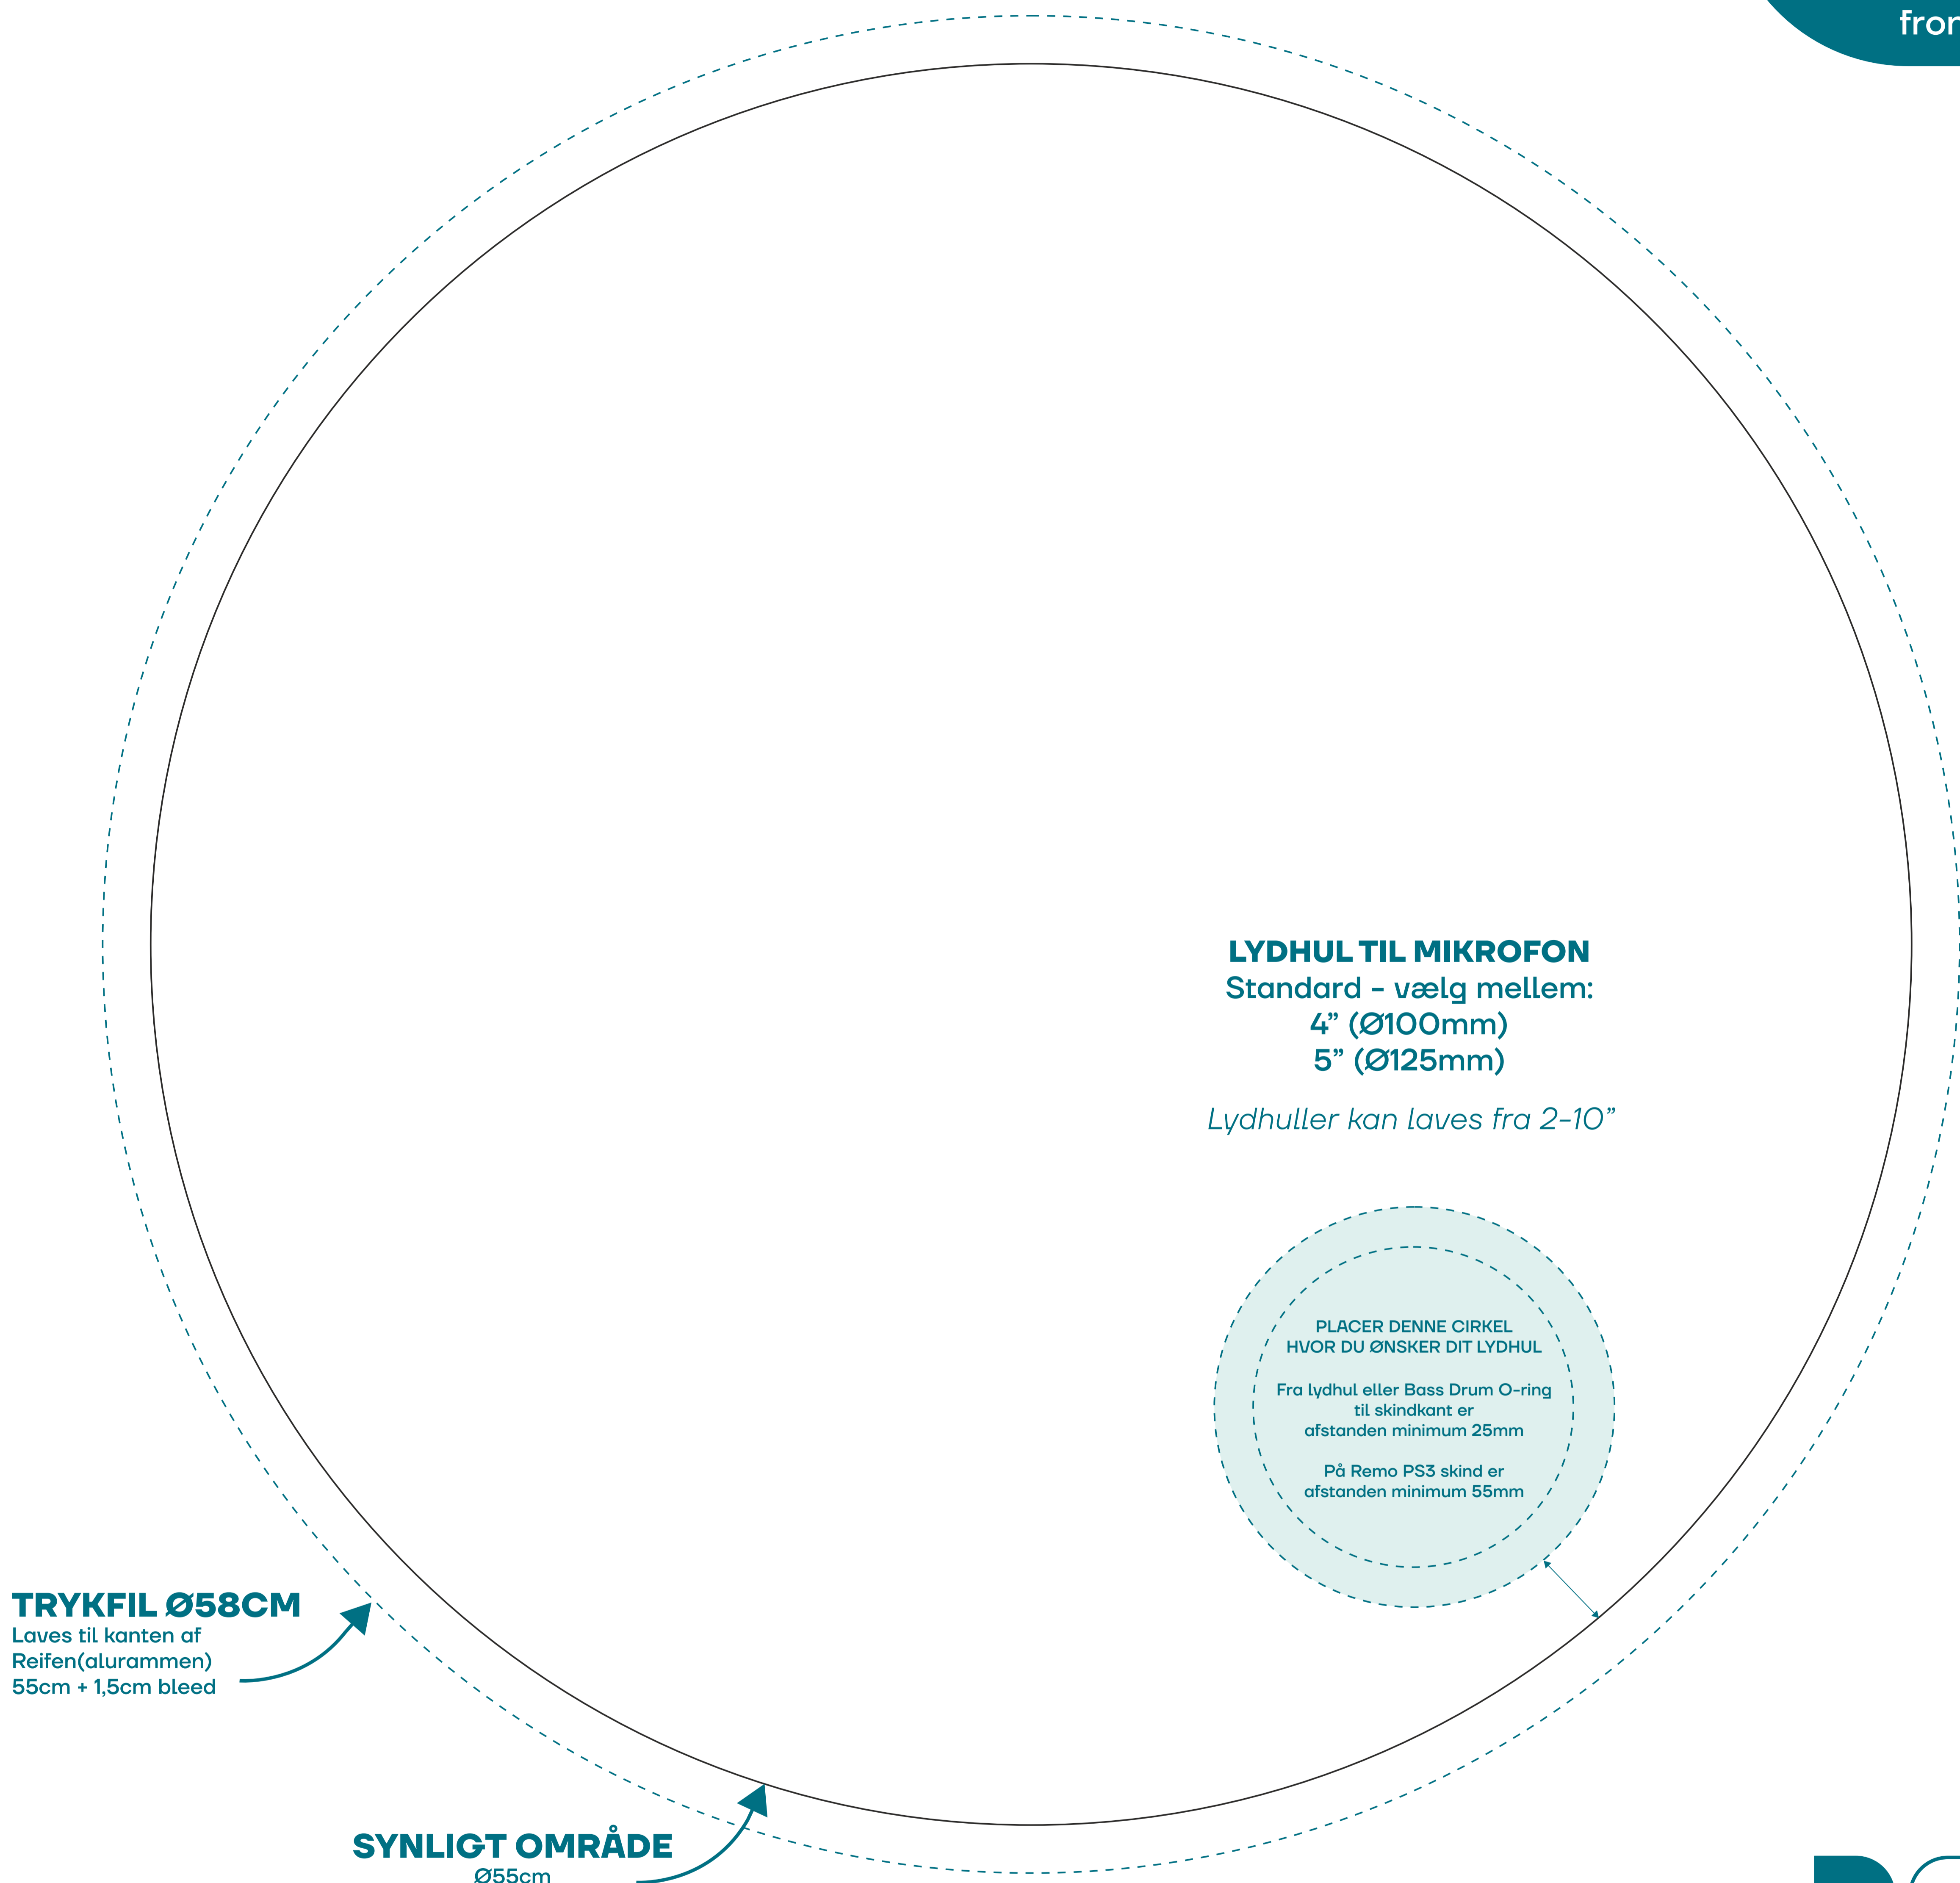 LYDHUL TIL MIKROFON
Standard - vælg mellem:
4” (Ø100mm)
5” (Ø125mm)
Lydhuller kan laves fra 2-10”
PLACER DENNE CIRKEL
HVOR DU ØNSKER DIT LYDHUL
Fra lydhul eller Bass Drum O-ring
til skindkant er
afstanden minimum 25mm
På Remo PS3 skind er
afstanden minimum 55mm
TRYKFIL Ø58CM
Laves til kanten af
Reifen(alurammen)
55cm + 1,5cm bleed
SYNLIGT OMRÅDE
Ø55cm